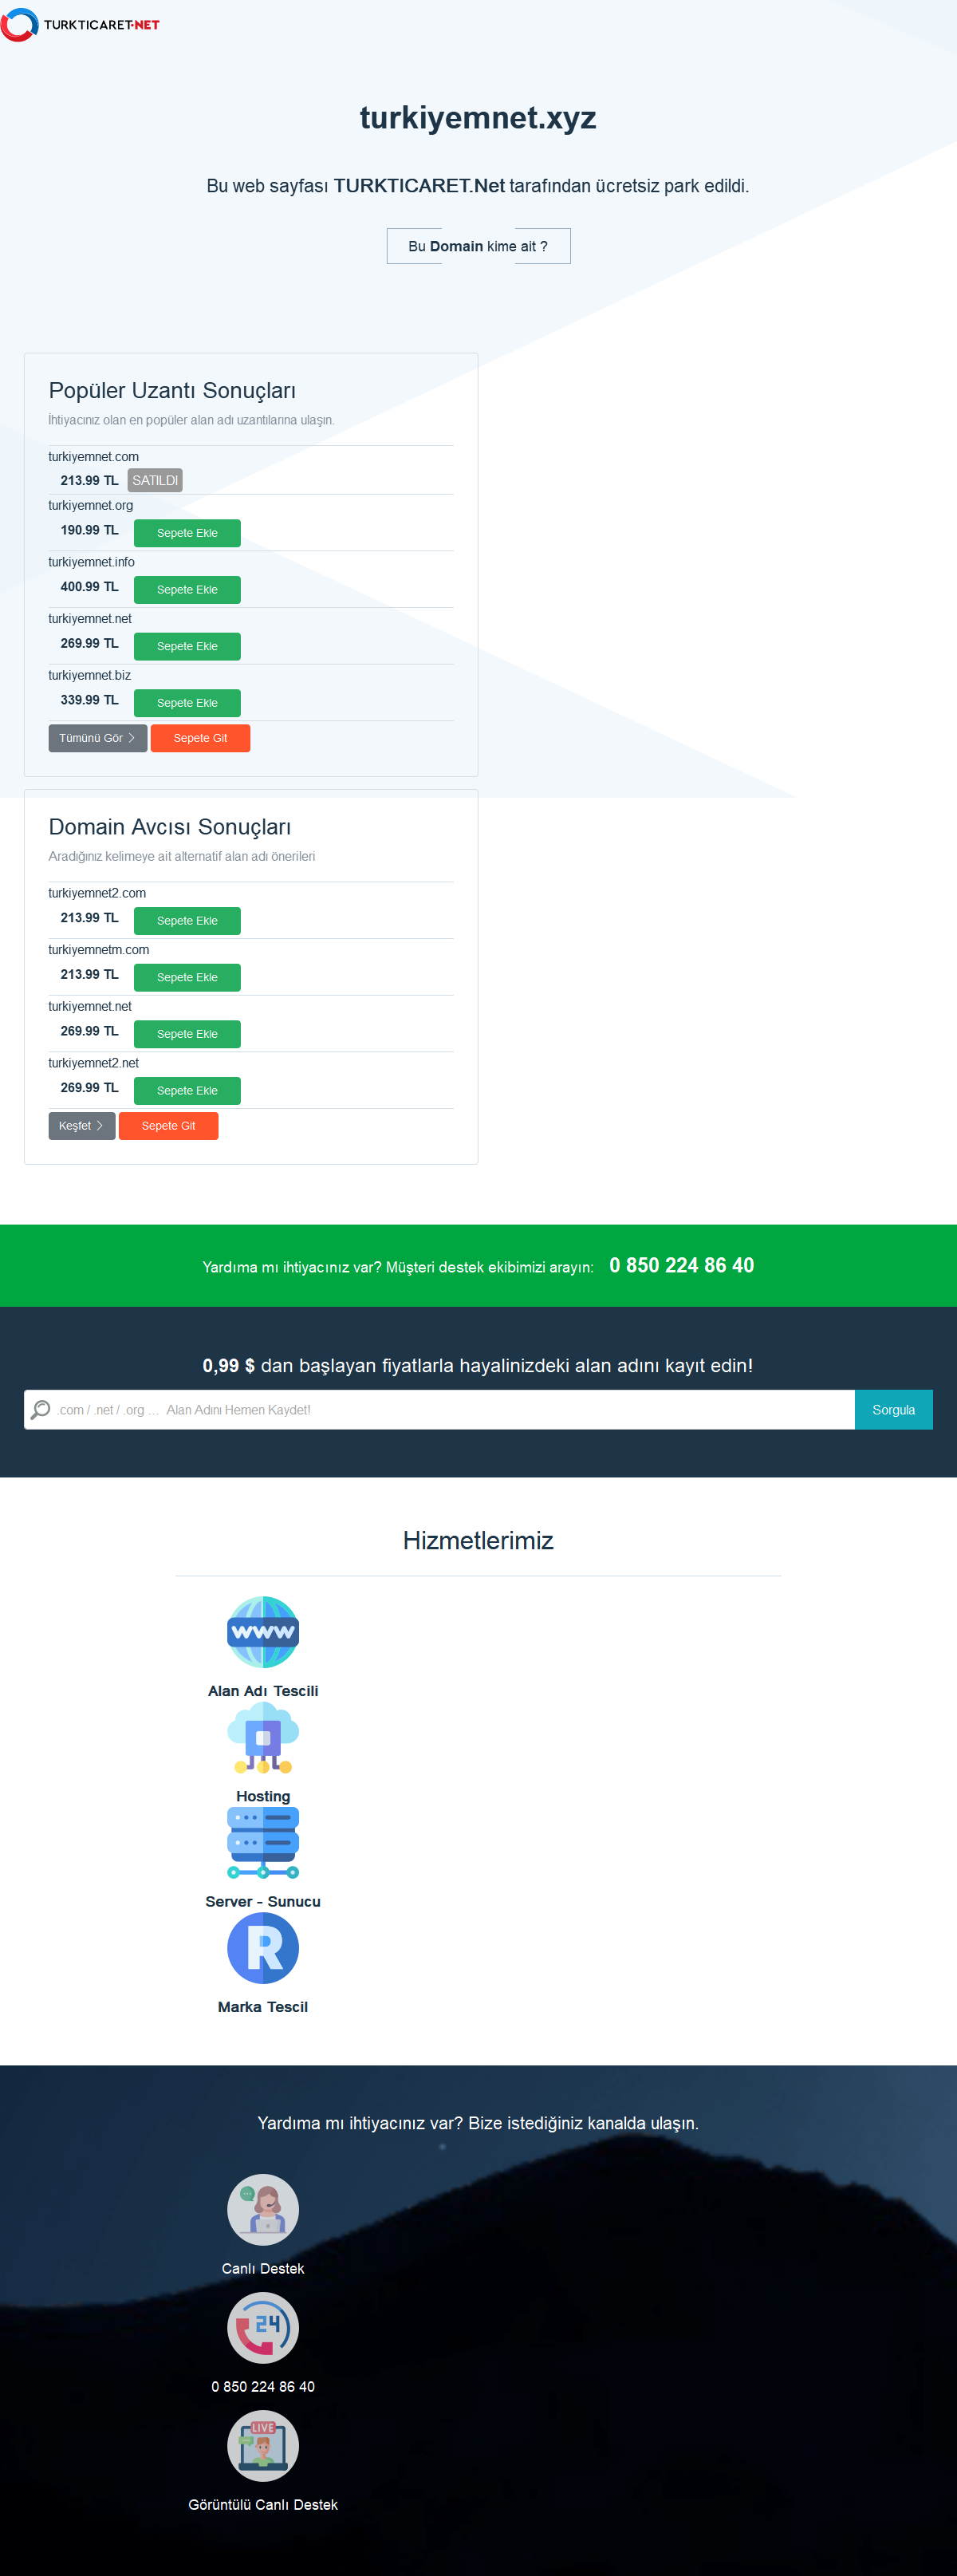 TURKTICARET•NET
turkiyemnet.xyz
Bu web sayfası TURKTICARET.Net tarafından ücretsiz park edildi.
Bu Domain kime ait ?
Popüler Uzantı Sonuçları
İhtiyacınız olan en popüler alan adı uzantılarına ulaşın.
turkiyemnet.com
213.99 TL SATILDI
turkiyemnet.org
190.99 TL Sepete Ekle
turkiyemnet.info
400.99 TL Sepete Ekle
turkiyemnet.net
269.99 TL Sepete Ekle
turkiyemnet.biz
339.99 TL Sepete Ekle
Tümünü Gör Sepete Git
Domain Avcısı Sonuçları
Aradığınız kelimeye ait alternatif alan adı önerileri
turkiyemnet2.com
213.99 TL Sepete Ekle
turkiyemnetm.com
213.99 TL Sepete Ekle
turkiyemnet.net
269.99 TL Sepete Ekle
turkiyemnet2.net
269.99 TL Sepete Ekle
Keşfet Sepete Git
Yardıma mı ihtiyacınız var? Müşteri destek ekibimizi arayın: 0 850 224 86 40
0,99 $ dan başlayan fiyatlarla hayalinizdeki alan adını kayıt edin!
.com / .net / .org ... Alan Adını Hemen Kaydet! Sorgula
Hizmetlerimiz
www
Alan Adı Tescili
Hosting
Server - Sunucu
R
Marka Tescil
Yardıma mı ihtiyacınız var? Bize istediğiniz kanalda ulaşın.
Canlı Destek
24
0 850 224 86 40
LIVE
Görüntülü Canlı Destek